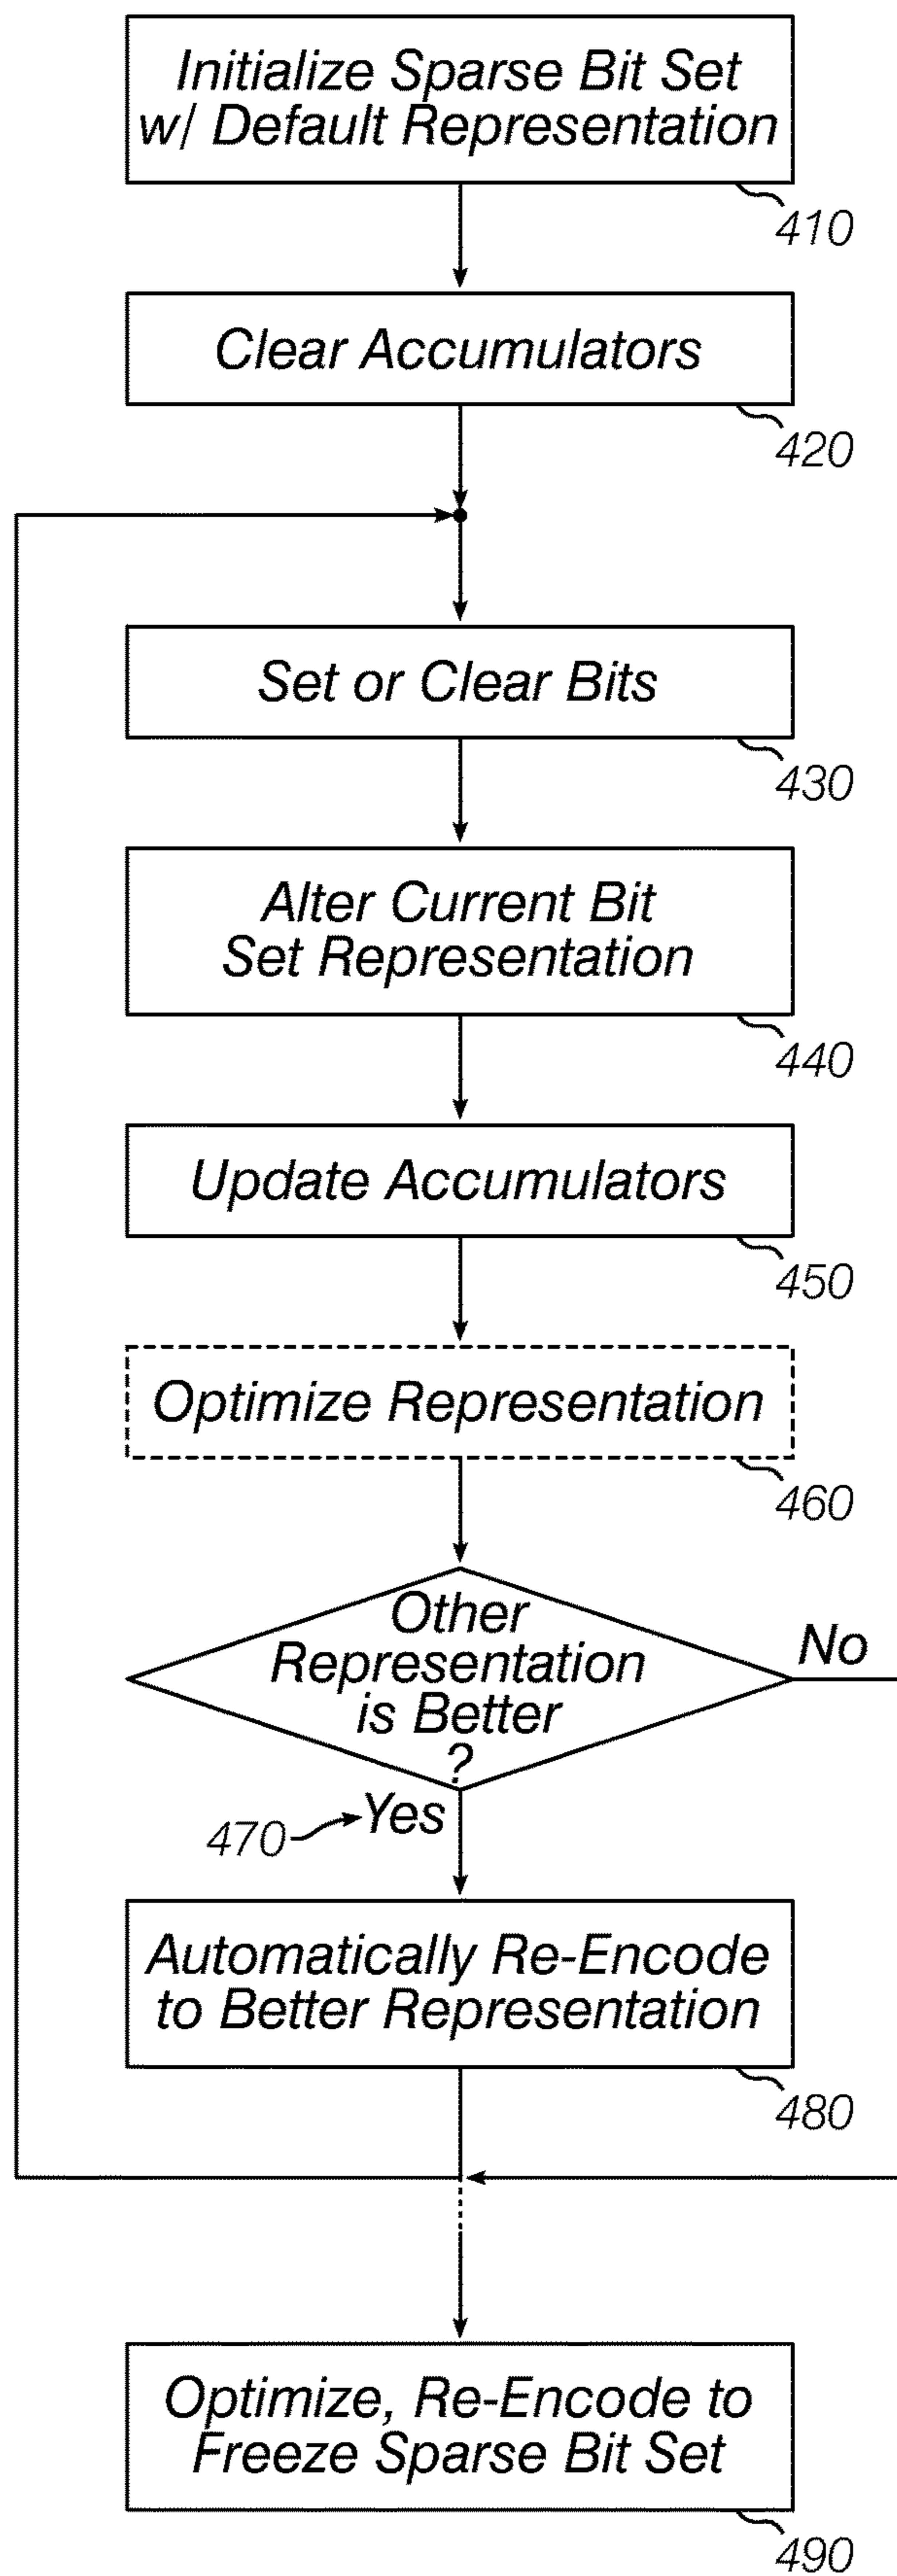 Initialize Sparse Bit Set
w/ Default Representation
410
Clear Accumulators
420
Set or Clear Bits
430
Alter Current Bit
Set Representation
440
Update Accumulators
450
Optimize Representation
460
Other
Representation
is Better
?
No
Yes
470
Automatically Re-Encode
to Better Representation
480
Optimize, Re-Encode to
Freeze Sparse Bit Set
490